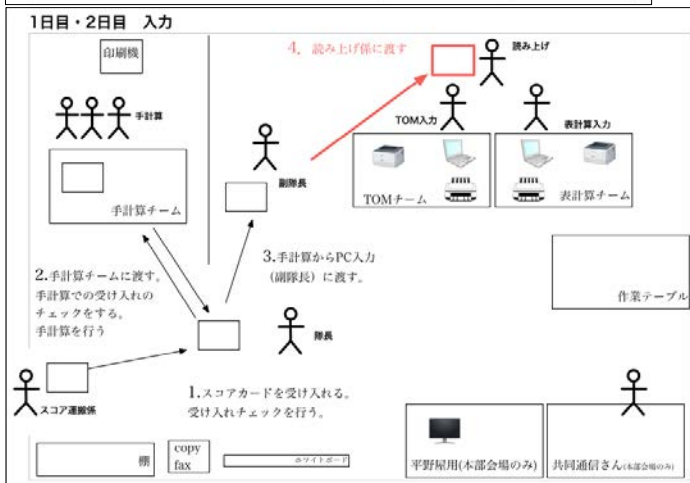 1日目・2日目　入力
印刷機
4．読み上げ係に渡す
読み上げ
手計算
TOM入力
表計算入力
副隊長
手計算チーム
TOMチーム
表計算チーム
2.手計算チームに渡す。
手計算での受け入れの
チェックをする。
手計算を行う
3.手計算からPC入力
（副隊長）に渡す。
作業テーブル
隊長
スコア運搬係
1.スコアカードを受け入れる。
受け入れチェックを行う。
棚
copy
fax
ホワイトボード
平野屋用(本部会場のみ)
共同通信さん(本部会場のみ)